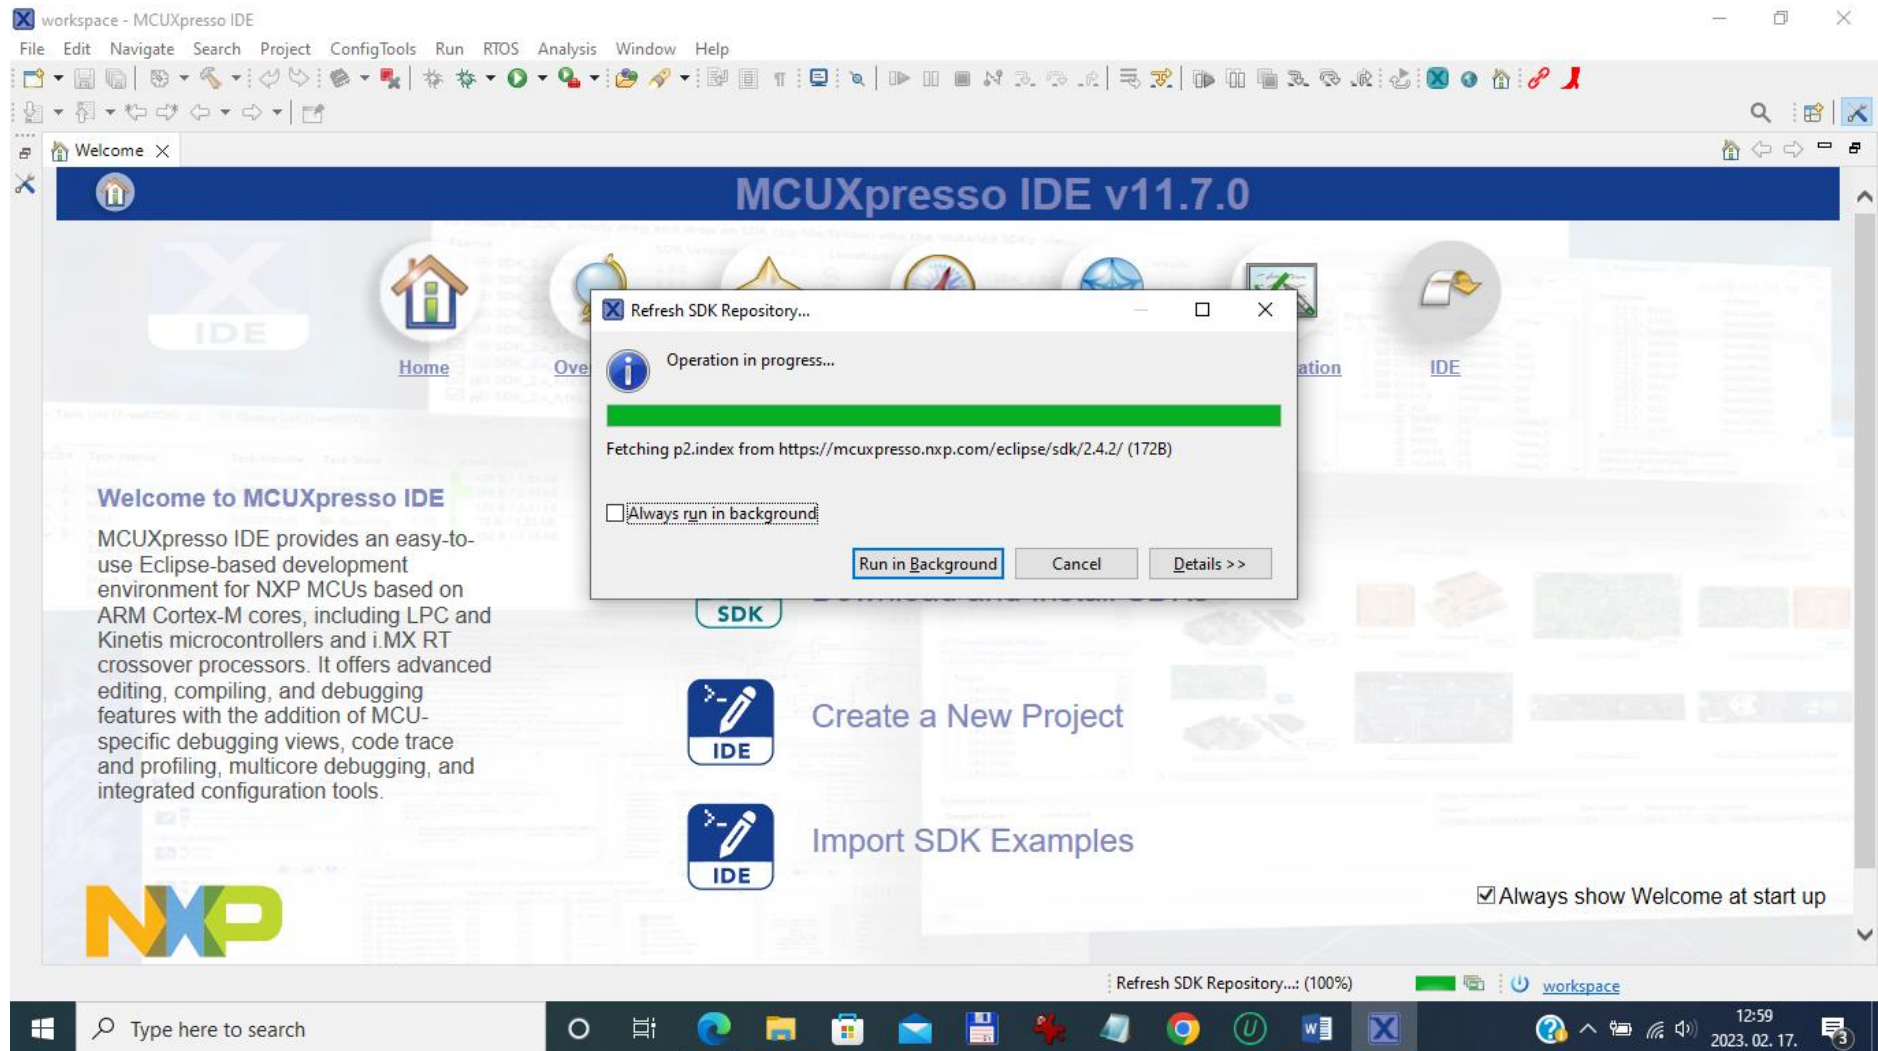 workspace - MCUXpresso IDE
File Edit Navigate Search Project ConfigTools Run RTOS Analysis Window Help
Welcome
MCUXpresso IDE v11.7.0
IDE
Home
Ove
ation
IDE
Refresh SDK Repository...
Operation in progress...
Fetching p2.index from https://mcuxpresso.nxp.com/eclipse/sdk/2.4.2/ (172B)
Always run in background
Run in Background Cancel Details >>
Welcome to MCUXpresso IDE
MCUXpresso IDE provides an easy-to-
use Eclipse-based development
environment for NXP MCUs based on
ARM Cortex-M cores, including LPC and
Kinetis microcontrollers and i.MX RT
crossover processors. It offers advanced
editing, compiling, and debugging
features with the addition of MCU-
specific debugging views, code trace
and profiling, multicore debugging, and
integrated configuration tools.
NXP
SDK
IDE
Create a New Project
IDE
Import SDK Examples
Always show Welcome at start up
Refresh SDK Repository...: (100%)
workspace
Type here to search
12:59
2023. 02. 17.
3